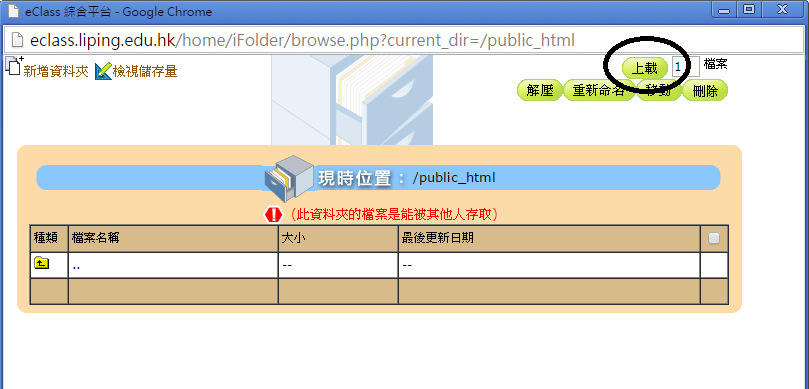 eClass 綜合平台 - Google Chrome
eclass.liping.edu.hk/home/iFolder/browse.php?current_dir=/public_html
新增資料夾 檢視儲存量 上載 1 檔案
解壓 重新命名 移動 刪除
現時位置： /public_html
(此資料夾的檔案是能被其他人存取)
種類 檔案名稱 大小 最後更新日期
.. -- --